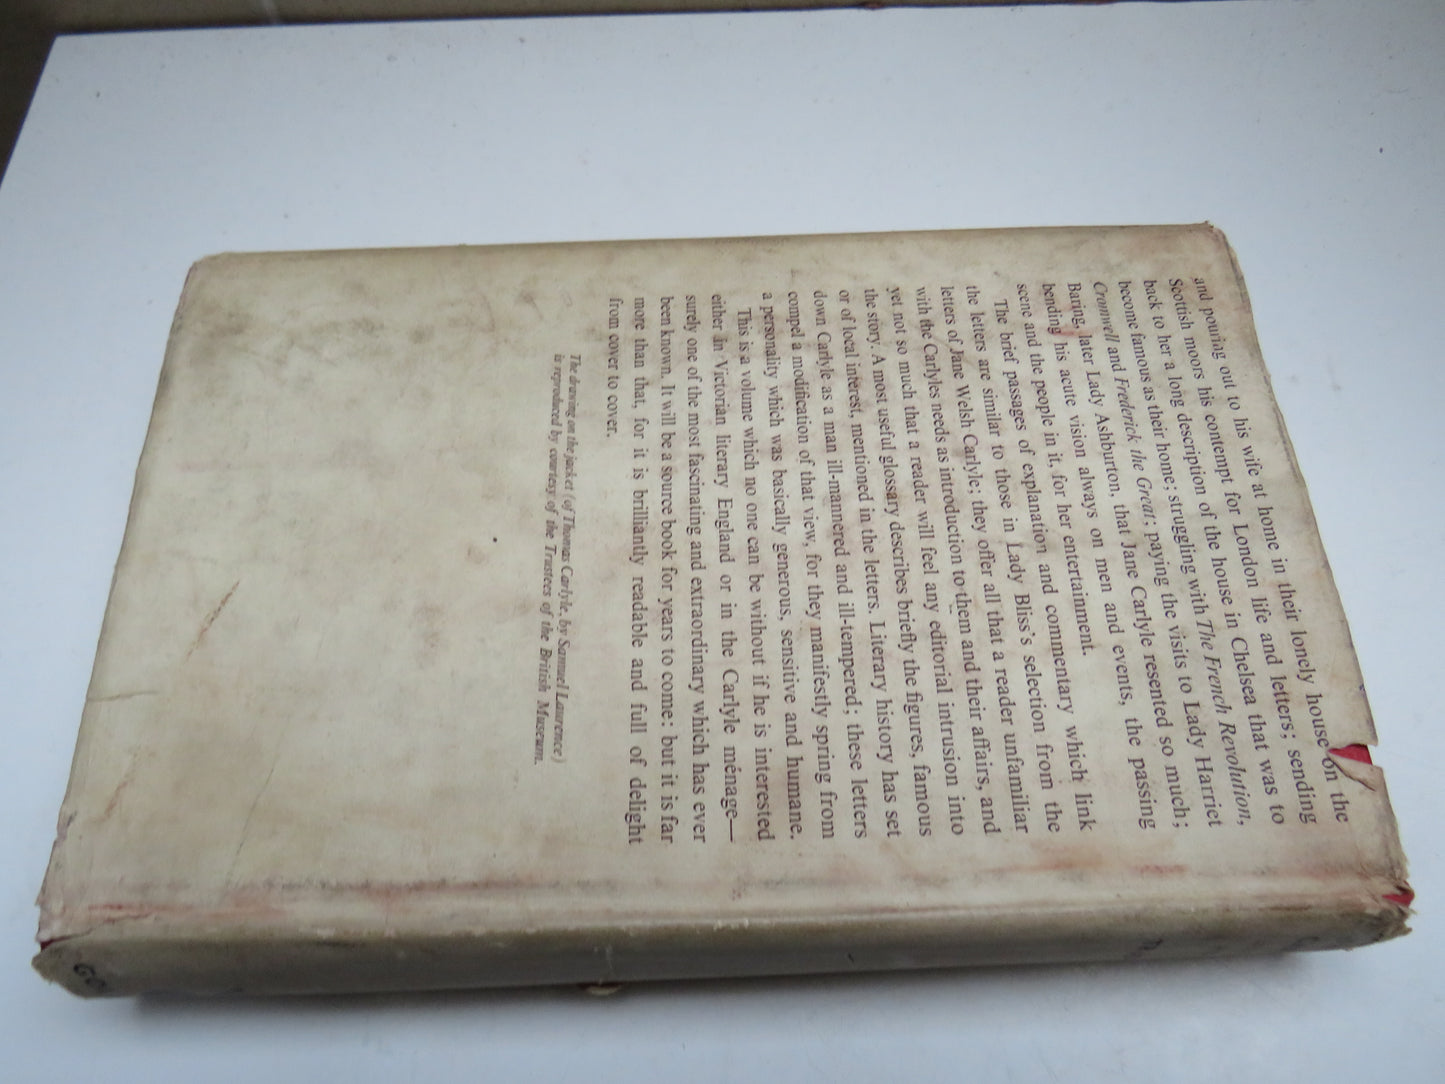 and pouring out to his wife at home in their lonely house on the
Scottish moors his contempt for London life and letters; sending
back to her a long description of the house in Chelsea that was to
become famous as their home; struggling with The French Revolution,
Cromwell and Frederick the Great; paying the visits to Lady Harriet
Baring, later Lady Ashburton, that Jane Carlyle resented so much;
bending his acute vision always on men and events, the passing
scene and the people in it, for her entertainment.
The brief passages of explanation and commentary which link
the letters are similar to those in Lady Bliss's selection from the
letters of Jane Welsh Carlyle; they offer all that a reader unfamiliar
with the Carlyles needs as introduction to them and their affairs, and
yet not so much that a reader will feel any editorial intrusion into
the story. A most useful glossary describes briefly the figures, famous
or of local interest, mentioned in the letters. Literary history has set
down Carlyle as a man ill-mannered and ill-tempered; these letters
compel a modification of that view, for they manifestly spring from
a personality which was basically generous, sensitive and humane.
This is a volume which no one can be without if he is interested
either in Victorian literary England or in the Carlyle ménage—
surely one of the most fascinating and extraordinary which has ever
been known. It will be a source book for years to come: but it is far
more than that, for it is brilliantly readable and full of delight
from cover to cover.
The drawing on the jacket (of Thomas Carlyle, by Samuel Laurence)
is reproduced by courtesy of the Trustees of the British Museum.